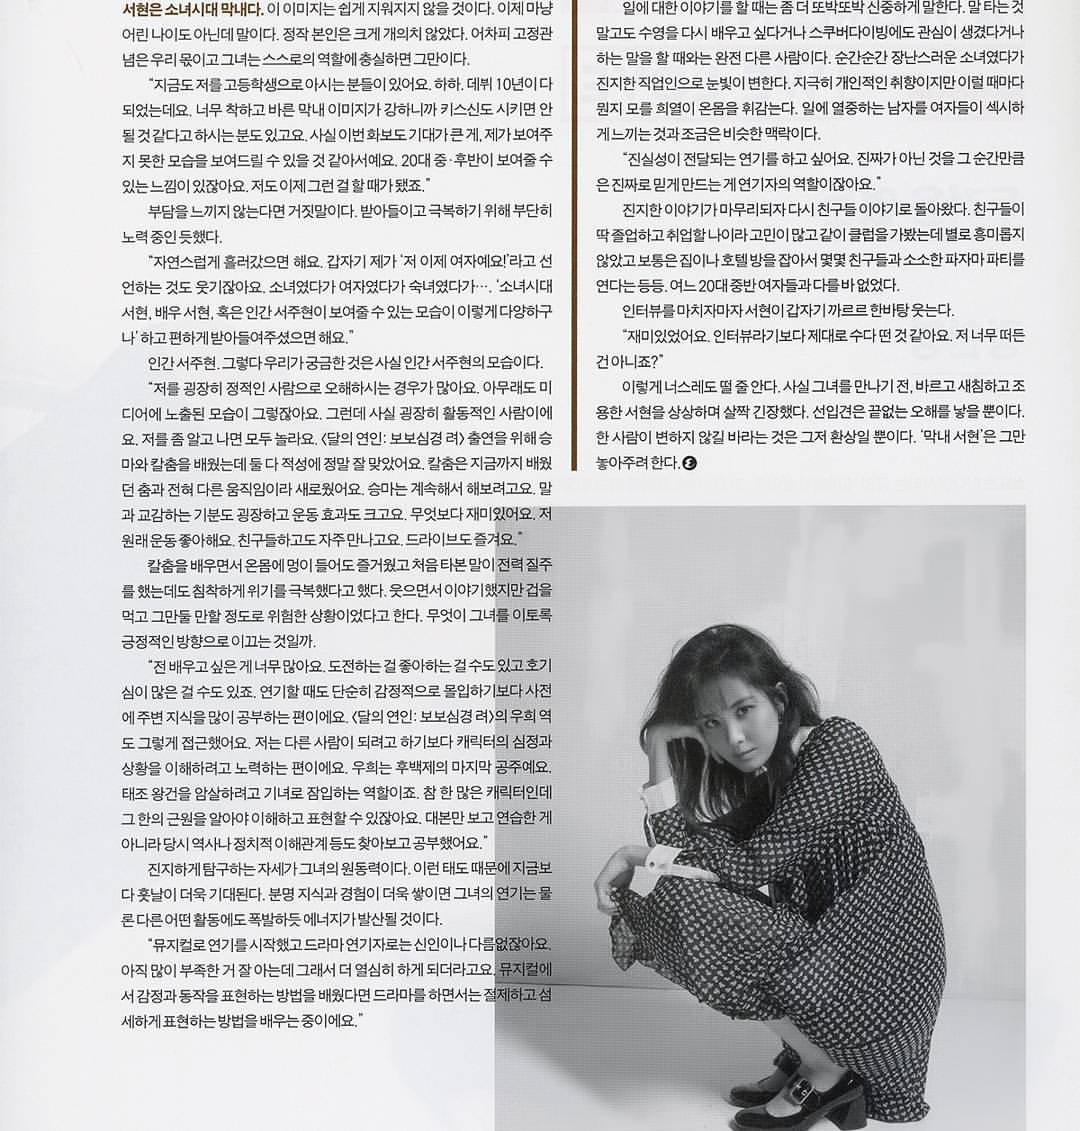 서현은 소녀시대 막내다. 이 이미지는 쉽게 지워지지 않을 것이다. 이제 마냥
어린 나이도 아닌데 말이다. 정작 본인은 크게 개의치 않았다. 어차피 고정관
념은 우리 몫이고 그녀는 스스로의 역할에 충실하면 그만이다.
“지금도 저를 고등학생으로 아시는 분들이 있어요. 하하. 데뷔 10년이 다
되었는데요. 너무 착하고 바른 막내 이미지가 강하니까 키스신도 시키면 안
될 것 같다고 하시는 분도 있고요. 사실 이번 화보도 기대가 큰 게, 제가 보여주
지 못한 모습을 보여드릴 수 있을 것 같아서예요. 20대 중·후반이 보여줄 수
있는 느낌이 있잖아요. 저도 이제 그런 걸 할 때가 됐죠.”
부담을 느끼지 않는다면 거짓말이다. 받아들이고 극복하기 위해 부단히
노력 중인 듯했다.
“자연스럽게 흘러갔으면 해요. 갑자기 제가 ‘저 이제 여자예요!’라고 선
언하는 것도 웃기잖아요. 소녀였다가 여자였다가 숙녀였다가…. ‘소녀시대
서현, 배우 서현, 혹은 인간 서주현이 보여줄 수 있는 모습이 이렇게 다양하구
나’ 하고 편하게 받아들여주셨으면 해요.”
인간 서주현. 그렇다 우리가 궁금한 것은 사실 인간 서주현의 모습이다.
“저를 굉장히 정적인 사람으로 오해하시는 경우가 많아요. 아무래도 미
디어에 노출된 모습이 그렇잖아요. 그런데 사실 굉장히 활동적인 사람이에
요. 저를 좀 알고 나면 모두 놀라요. <달의 연인: 보보심경 려> 출연을 위해 승
마와 칼춤을 배웠는데 둘 다 적성에 정말 잘 맞았어요. 칼춤은 지금까지 배웠
던 춤과 전혀 다른 움직임이라 새로웠어요. 승마는 계속해서 해보려고요. 말
과 교감하는 기분도 굉장하고 운동 효과도 크고요. 무엇보다 재미있어요. 저
원래 운동 좋아해요. 친구들하고도 자주 만나고요. 드라이브도 즐겨요.”
칼춤을 배우면서 온몸에 멍이 들어도 즐거웠고 처음 타본 말이 전력 질주
를 했는데도 침착하게 위기를 극복했다고 했다. 웃으면서 이야기했지만 겁을
먹고 그만둘 만할 정도로 위험한 상황이었다고 한다. 무엇이 그녀를 이토록
긍정적인 방향으로 이끄는 것일까.
“전 배우고 싶은 게 너무 많아요. 도전하는 걸 좋아하는 걸 수도 있고 호기
심이 많은 걸 수도 있죠. 연기할 때도 단순히 감정적으로 몰입하기보다 사전
에 주변 지식을 많이 공부하는 편이에요. <달의 연인: 보보심경 려>의 우희 역
도 그렇게 접근했어요. 저는 다른 사람이 되려고 하기보다 캐릭터의 심정과
상황을 이해하려고 노력하는 편이에요. 우희는 후백제의 마지막 공주예요.
태조 왕건을 암살하려고 기녀로 잠입하는 역할이죠. 참 한 많은 캐릭터인데
그 한의 근원을 알아야 이해하고 표현할 수 있잖아요. 대본만 보고 연습한 게
아니라 당시 역사나 정치적 이해관계 등도 찾아보고 공부했어요.”
진지하게 탐구하는 자세가 그녀의 원동력이다. 이런 태도 때문에 지금보
다 훗날이 더욱 기대된다. 분명 지식과 경험이 더욱 쌓이면 그녀의 연기는 물
론 다른 어떤 활동에도 폭발하듯 에너지가 발산될 것이다.
“뮤지컬로 연기를 시작했고 드라마 연기자로는 신인이나 다름없잖아요.
아직 많이 부족한 거 잘 아는데 그래서 더 열심히 하게 되더라고요. 뮤지컬에
서 감정과 동작을 표현하는 방법을 배웠다면 드라마를 하면서는 절제하고 섬
세하게 표현하는 방법을 배우는 중이에요.”
일에 대한 이야기를 할 때는 좀 더 또박또박 신중하게 말한다. 말 타는 것
말고도 수영을 다시 배우고 싶다거나 스쿠버다이빙에도 관심이 생겼다거나
하는 말을 할 때와는 완전 다른 사람이다. 순간순간 장난스러운 소녀였다가
진지한 직업인으로 눈빛이 변한다. 지극히 개인적인 취향이지만 이럴 때마다
뭔지 모를 희열이 온몸을 휘감는다. 일에 열중하는 남자를 여자들이 섹시하
게 느끼는 것과 조금은 비슷한 맥락이다.
“진실성이 전달되는 연기를 하고 싶어요. 진짜가 아닌 것을 그 순간만큼
은 진짜로 믿게 만드는 게 연기자의 역할이잖아요.”
진지한 이야기가 마무리되자 다시 친구들 이야기로 돌아왔다. 친구들이
딱 졸업하고 취업할 나이라 고민이 많고 같이 클럽을 가봤는데 별로 흥미롭지
않았고 보통은 집이나 호텔 방을 잡아서 몇몇 친구들과 소소한 파자마 파티를
연다는 등등. 여느 20대 중반 여자들과 다를 바 없었다.
인터뷰를 마치자마자 서현이 갑자기 까르르 한바탕 웃는다.
“재미있었어요. 인터뷰라기보다 제대로 수다 떤 것 같아요. 저 너무 떠든
건 아니죠?”
이렇게 너스레도 떨 줄 안다. 사실 그녀를 만나기 전, 바르고 새침하고 조
용한 서현을 상상하며 살짝 긴장했다. 선입견은 끝없는 오해를 낳을 뿐이다.
한 사람이 변하지 않길 바라는 것은 그저 환상일 뿐이다. ‘막내 서현’은 그만
놓아주려 한다.